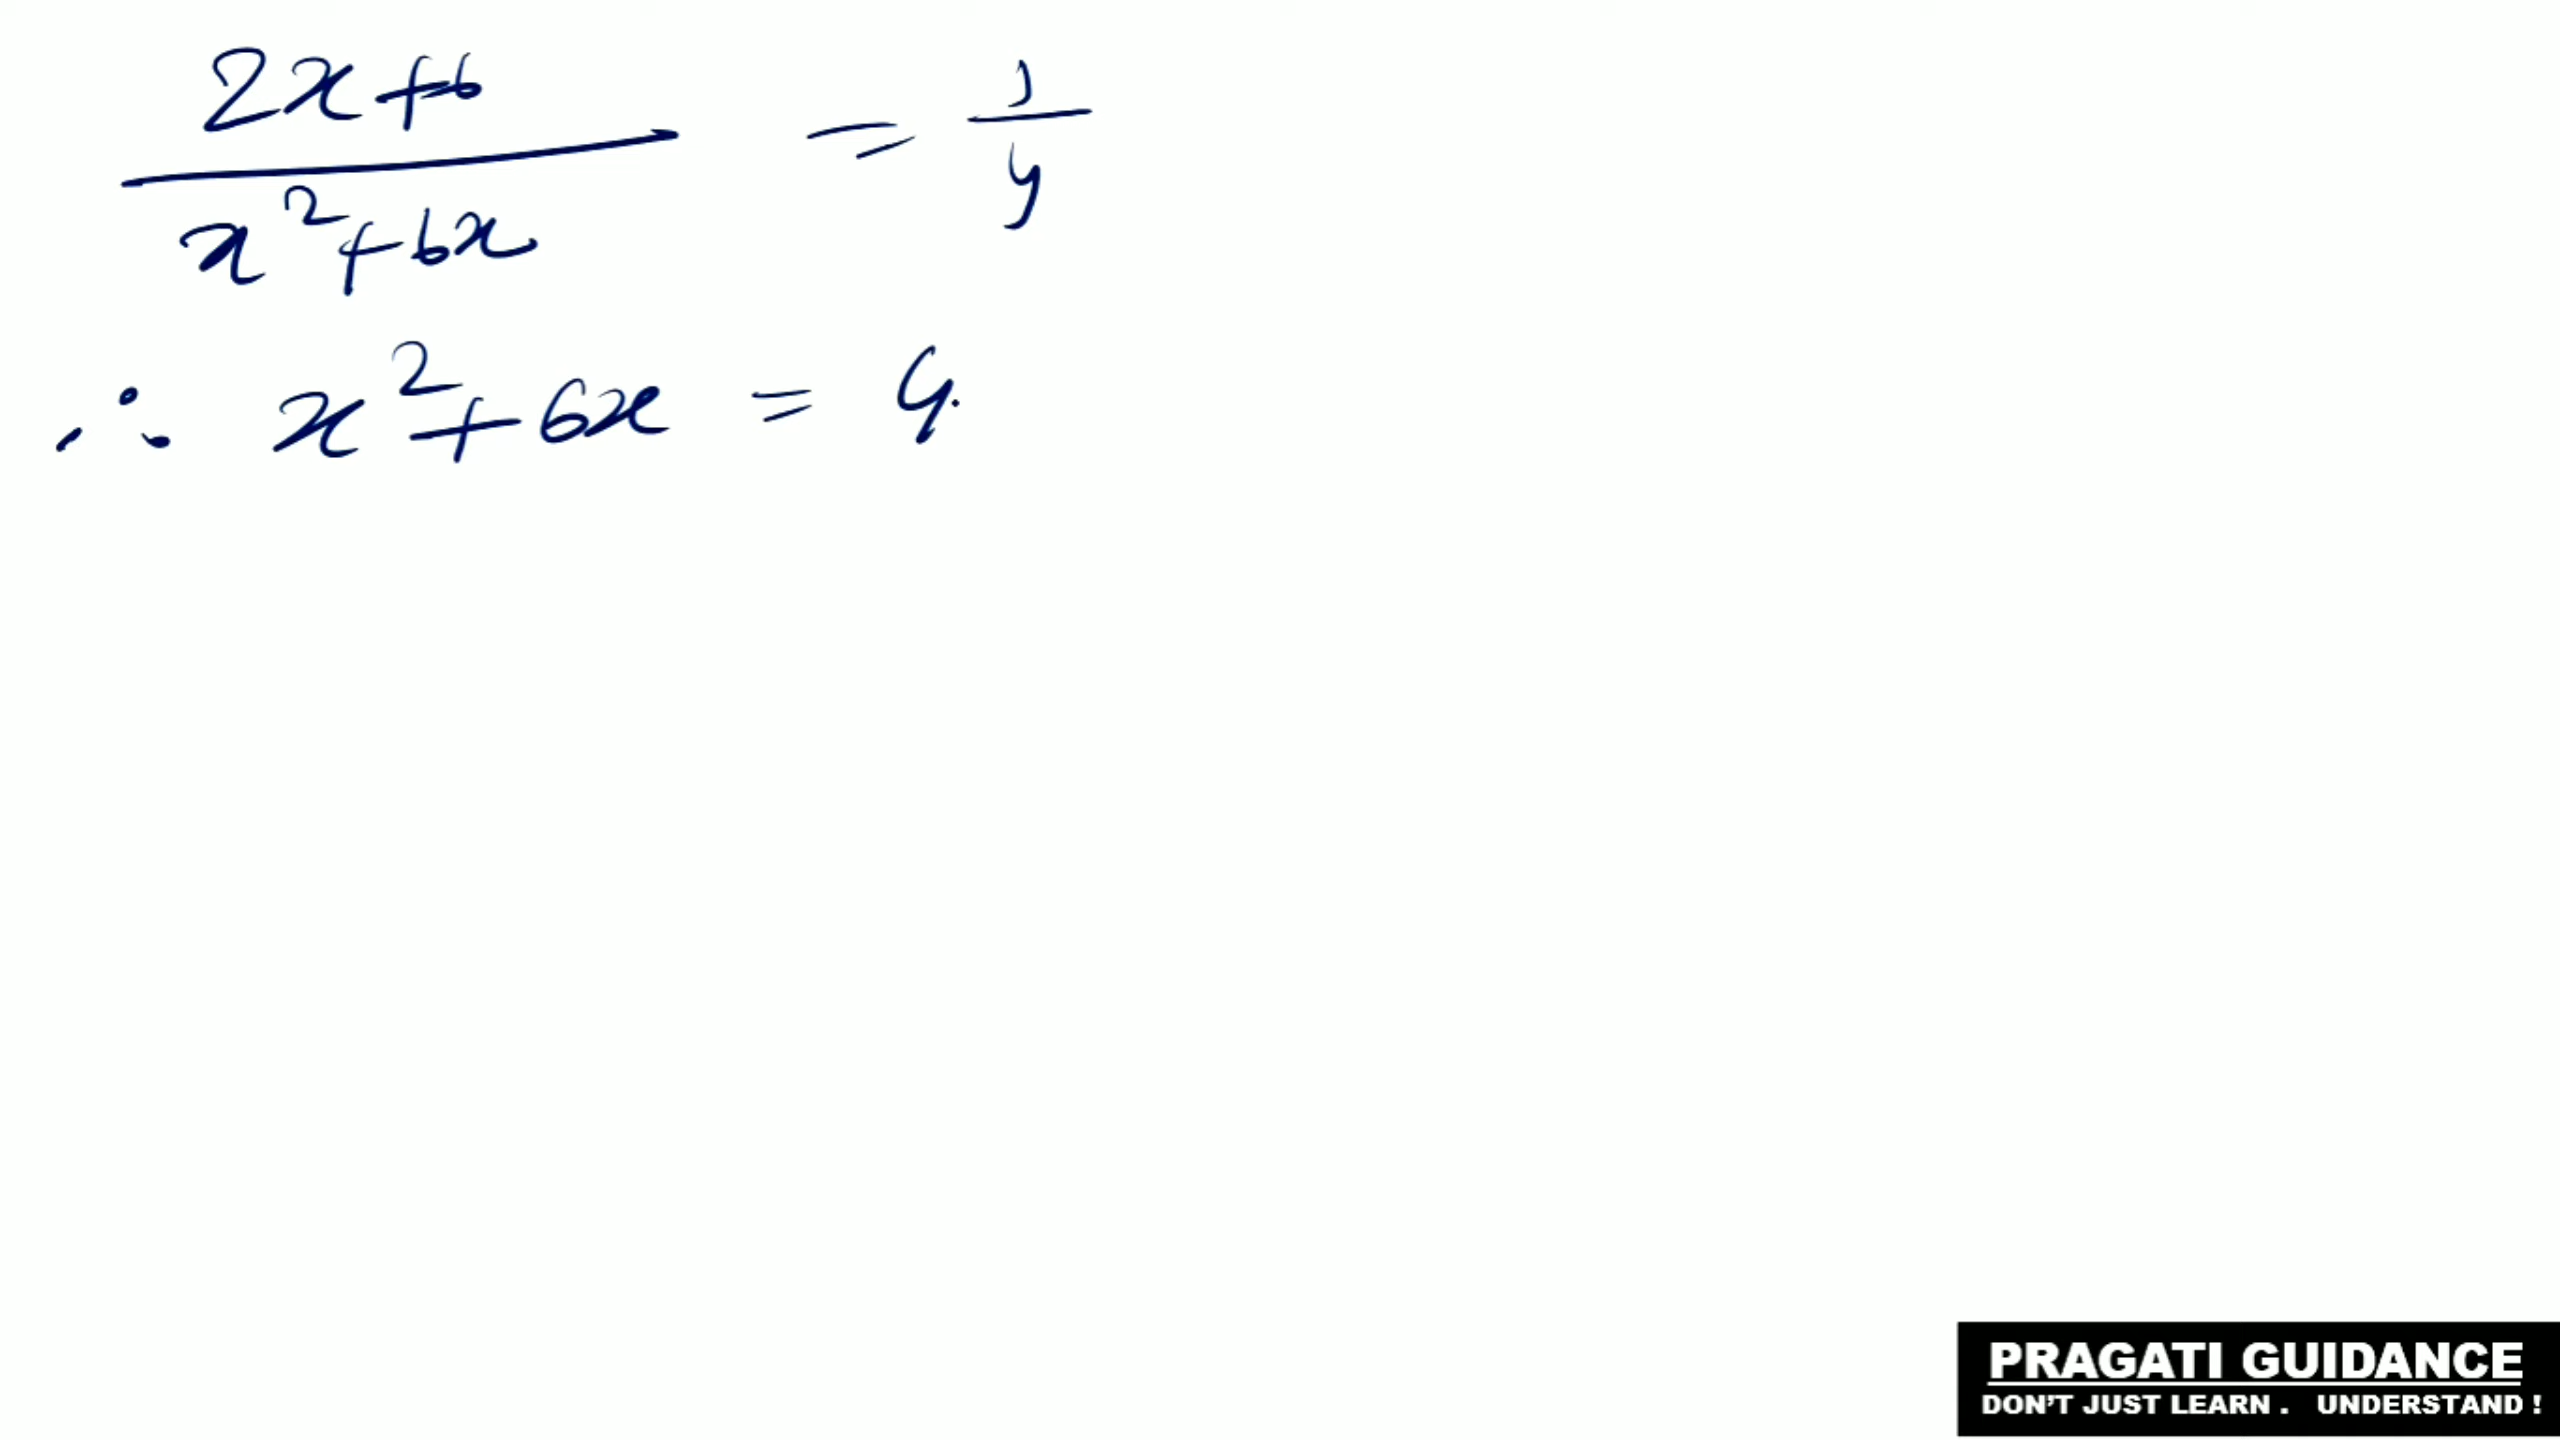 2x+6 / x²+6x = 1/4
∴ x²+6x = 4.
PRAGATI GUIDANCE
DON'T JUST LEARN . UNDERSTAND !